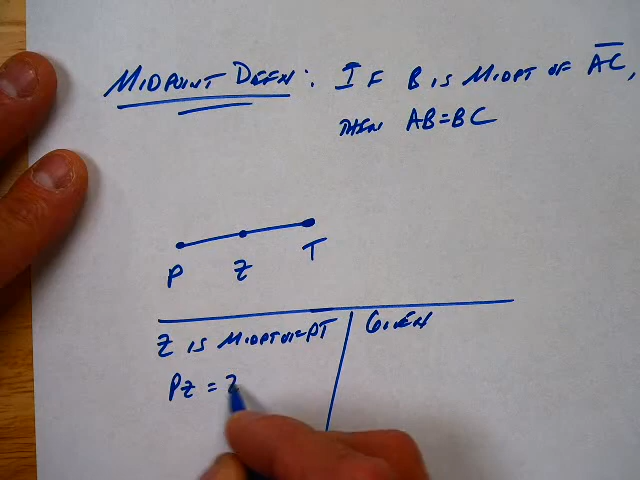 MIDPOINT DEFN: IF B IS MIDPT OF AC,
THEN AB=BC
P Z T
Z IS MIDPT OF PT GIVEN
PZ = Z